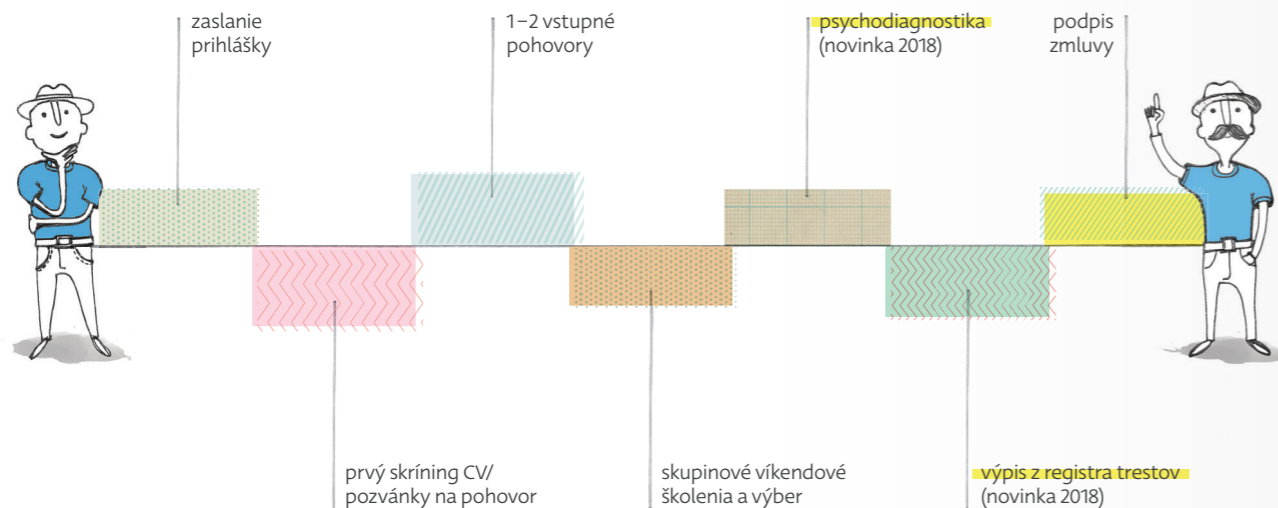 zaslanie
prihlášky
1–2 vstupné
pohovory
psychodiagnostika
(novinka 2018)
podpis
zmluvy
prvý skríning CV/
pozvánky na pohovor
skupinové víkendové
školenia a výber
výpis z registra trestov
(novinka 2018)